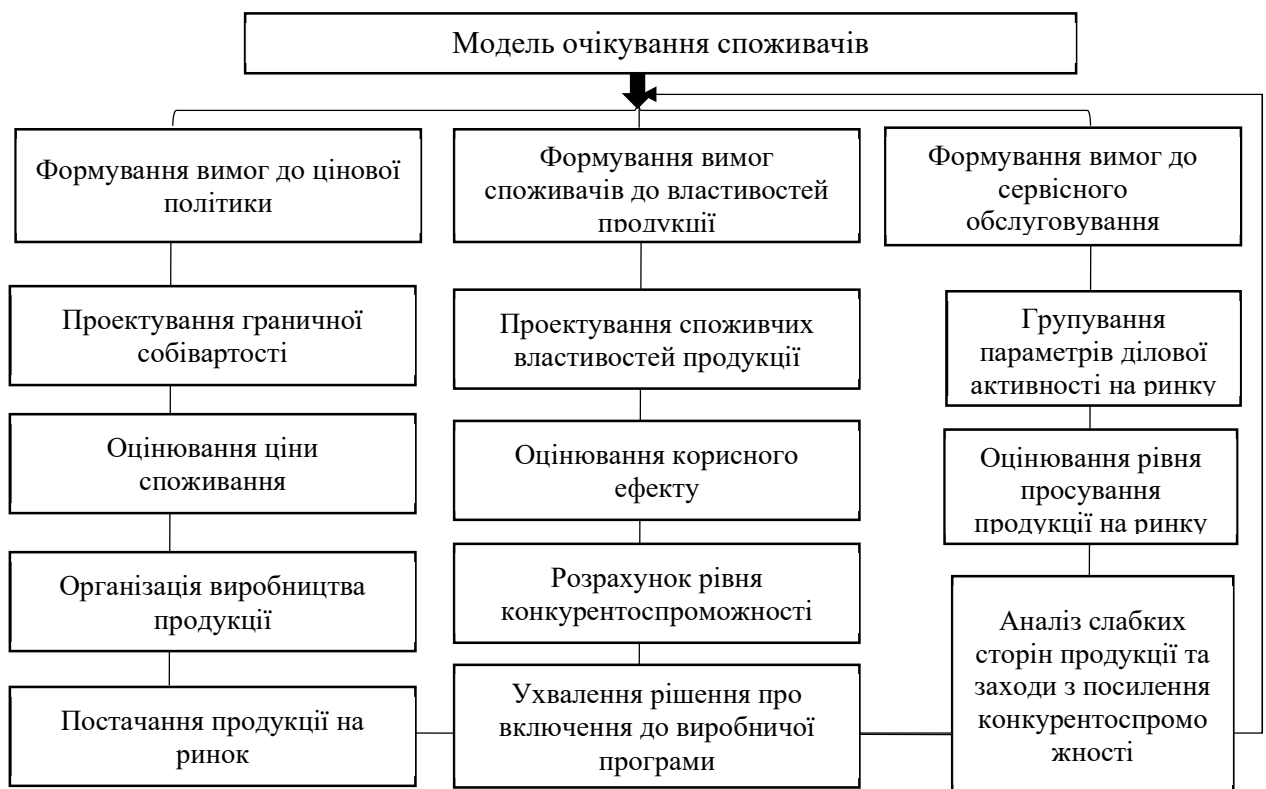 Модель очікування споживачів
Формування вимог до цінової
політики
Формування вимог
споживачів до властивостей
продукції
Формування вимог до
сервісного
обслуговування
Проектування граничної
собівартості
Проектування споживчих
властивостей продукції
Групування
параметрів ділової
активності на ринку
Оцінювання ціни
споживання
Оцінювання корисного
ефекту
Оцінювання рівня
просування
продукції на ринку
Організація виробництва
продукції
Розрахунок рівня
конкурентоспроможності
Аналіз слабких
сторін продукції та
заходи з посилення
конкурентоспромо
жності
Постачання продукції на
ринок
Ухвалення рішення про
включення до виробничої
програми